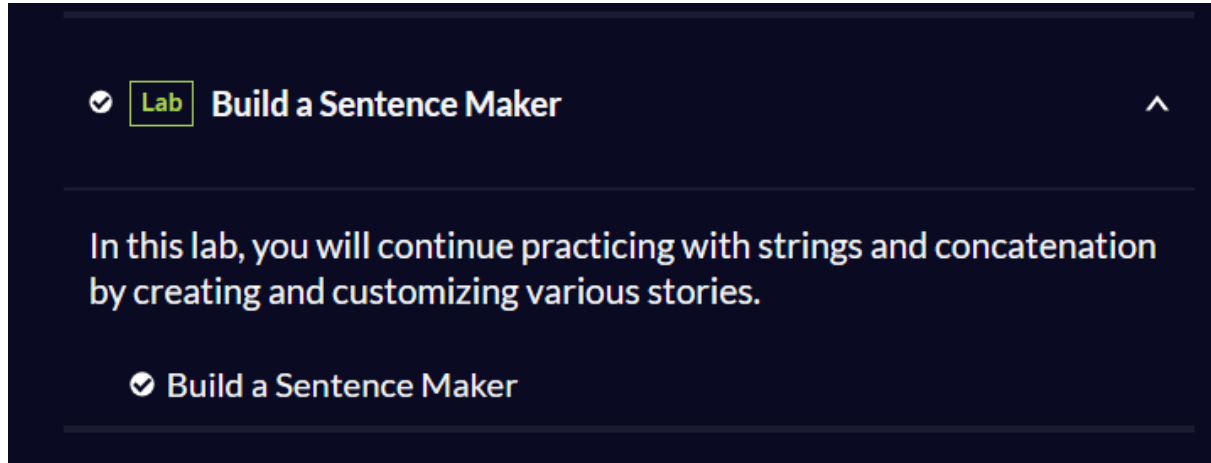 Lab Build a Sentence Maker
In this lab, you will continue practicing with strings and concatenation
by creating and customizing various stories.
Build a Sentence Maker